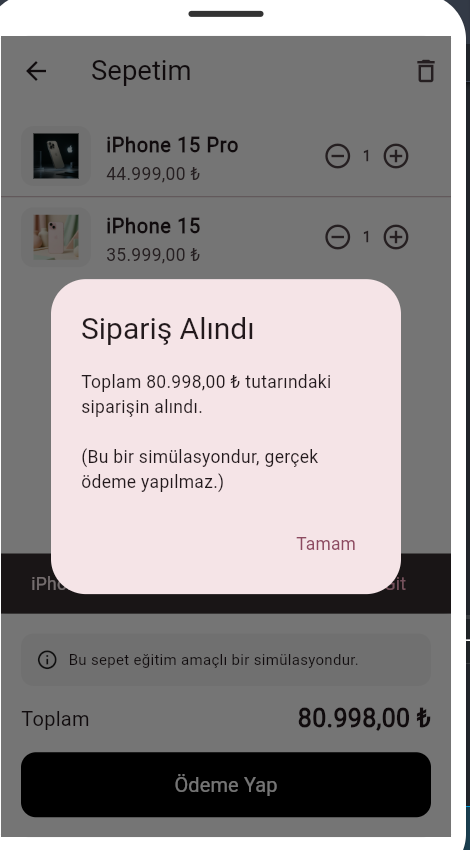 Sepetim
iPhone 15 Pro
44.999,00 ₺
1
iPhone 15
35.999,00 ₺
1
Sipariş Alındı
Toplam 80.998,00 ₺ tutarındaki
siparişin alındı.
(Bu bir simülasyondur, gerçek
ödeme yapılmaz.)
Tamam
Bu sepet eğitim amaçlı bir simülasyondur.
Toplam
80.998,00 ₺
Ödeme Yap